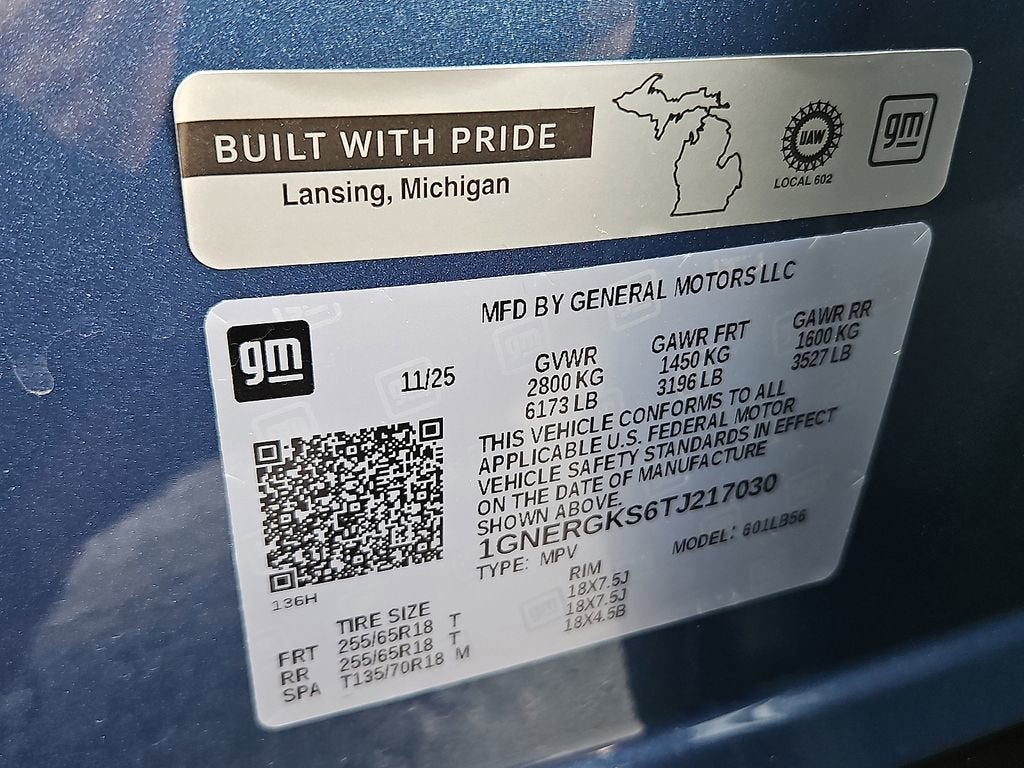 BUILT WITH PRIDE
Lansing, Michigan
UAW
LOCAL 602
gm
MFD BY GENERAL MOTORS LLC
gm
11/25
GVWR
2800 KG
6173 LB
GAWR FRT
1450 KG
3196 LB
GAWR RR
1600 KG
3527 LB
THIS VEHICLE CONFORMS TO ALL
APPLICABLE U.S. FEDERAL MOTOR
VEHICLE SAFETY STANDARDS IN EFFECT
ON THE DATE OF MANUFACTURE
SHOWN ABOVE.
1GNERGKS6TJ217030
TYPE: MPV
MODEL: 601LB56
136H
TIRE SIZE
RIM
FRT 255/65R18 T 18X7.5J
RR 255/65R18 T 18X7.5J
SPA T135/70R18 M 18X4.5B